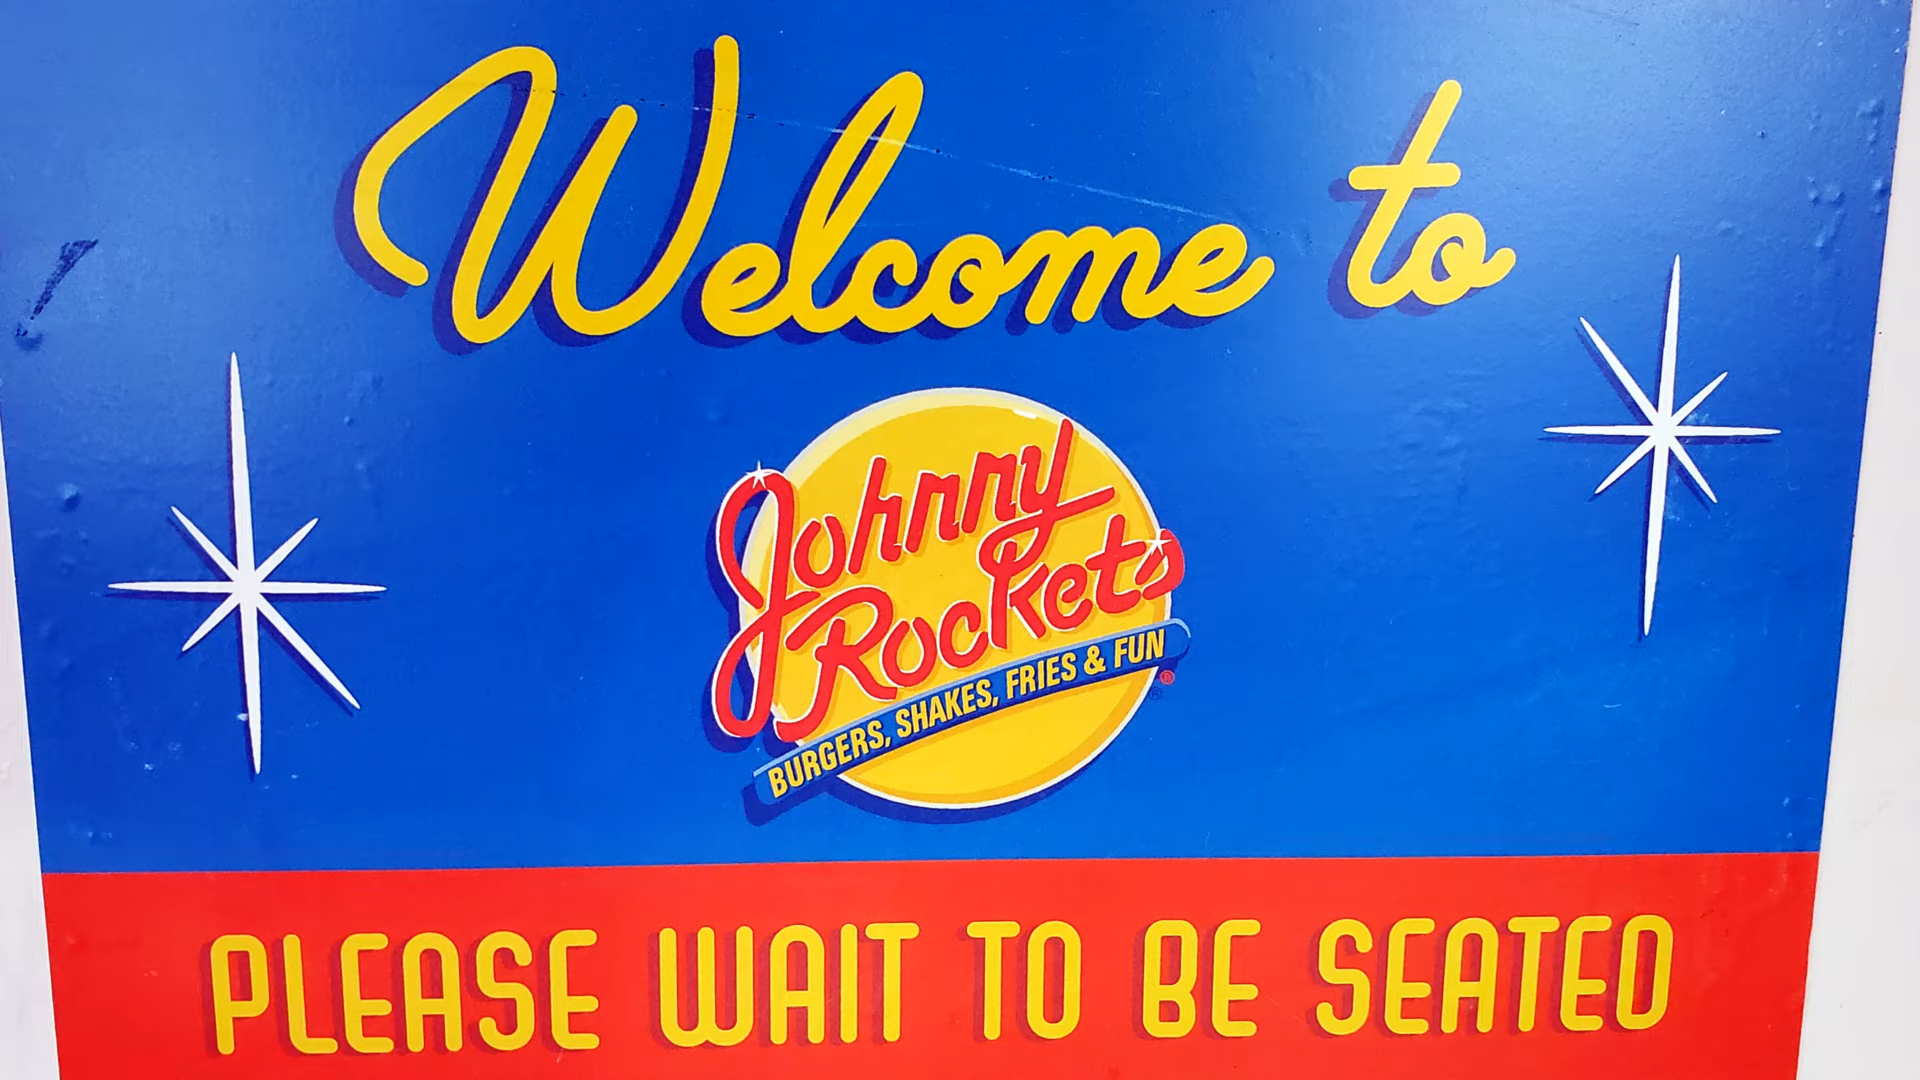 Welcome to
Johnny
Rockets
BURGERS, SHAKES, FRIES & FUN
®
PLEASE WAIT TO BE SEATED